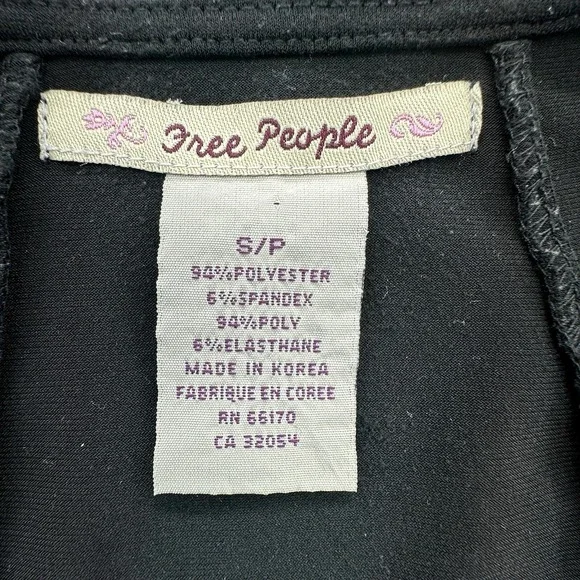 Free People
S/P
94%POLYESTER
6%SPANDEX
94%POLY
6%ELASTHANE
MADE IN KOREA
FABRIQUE EN COREE
RN 66170
CA 32054